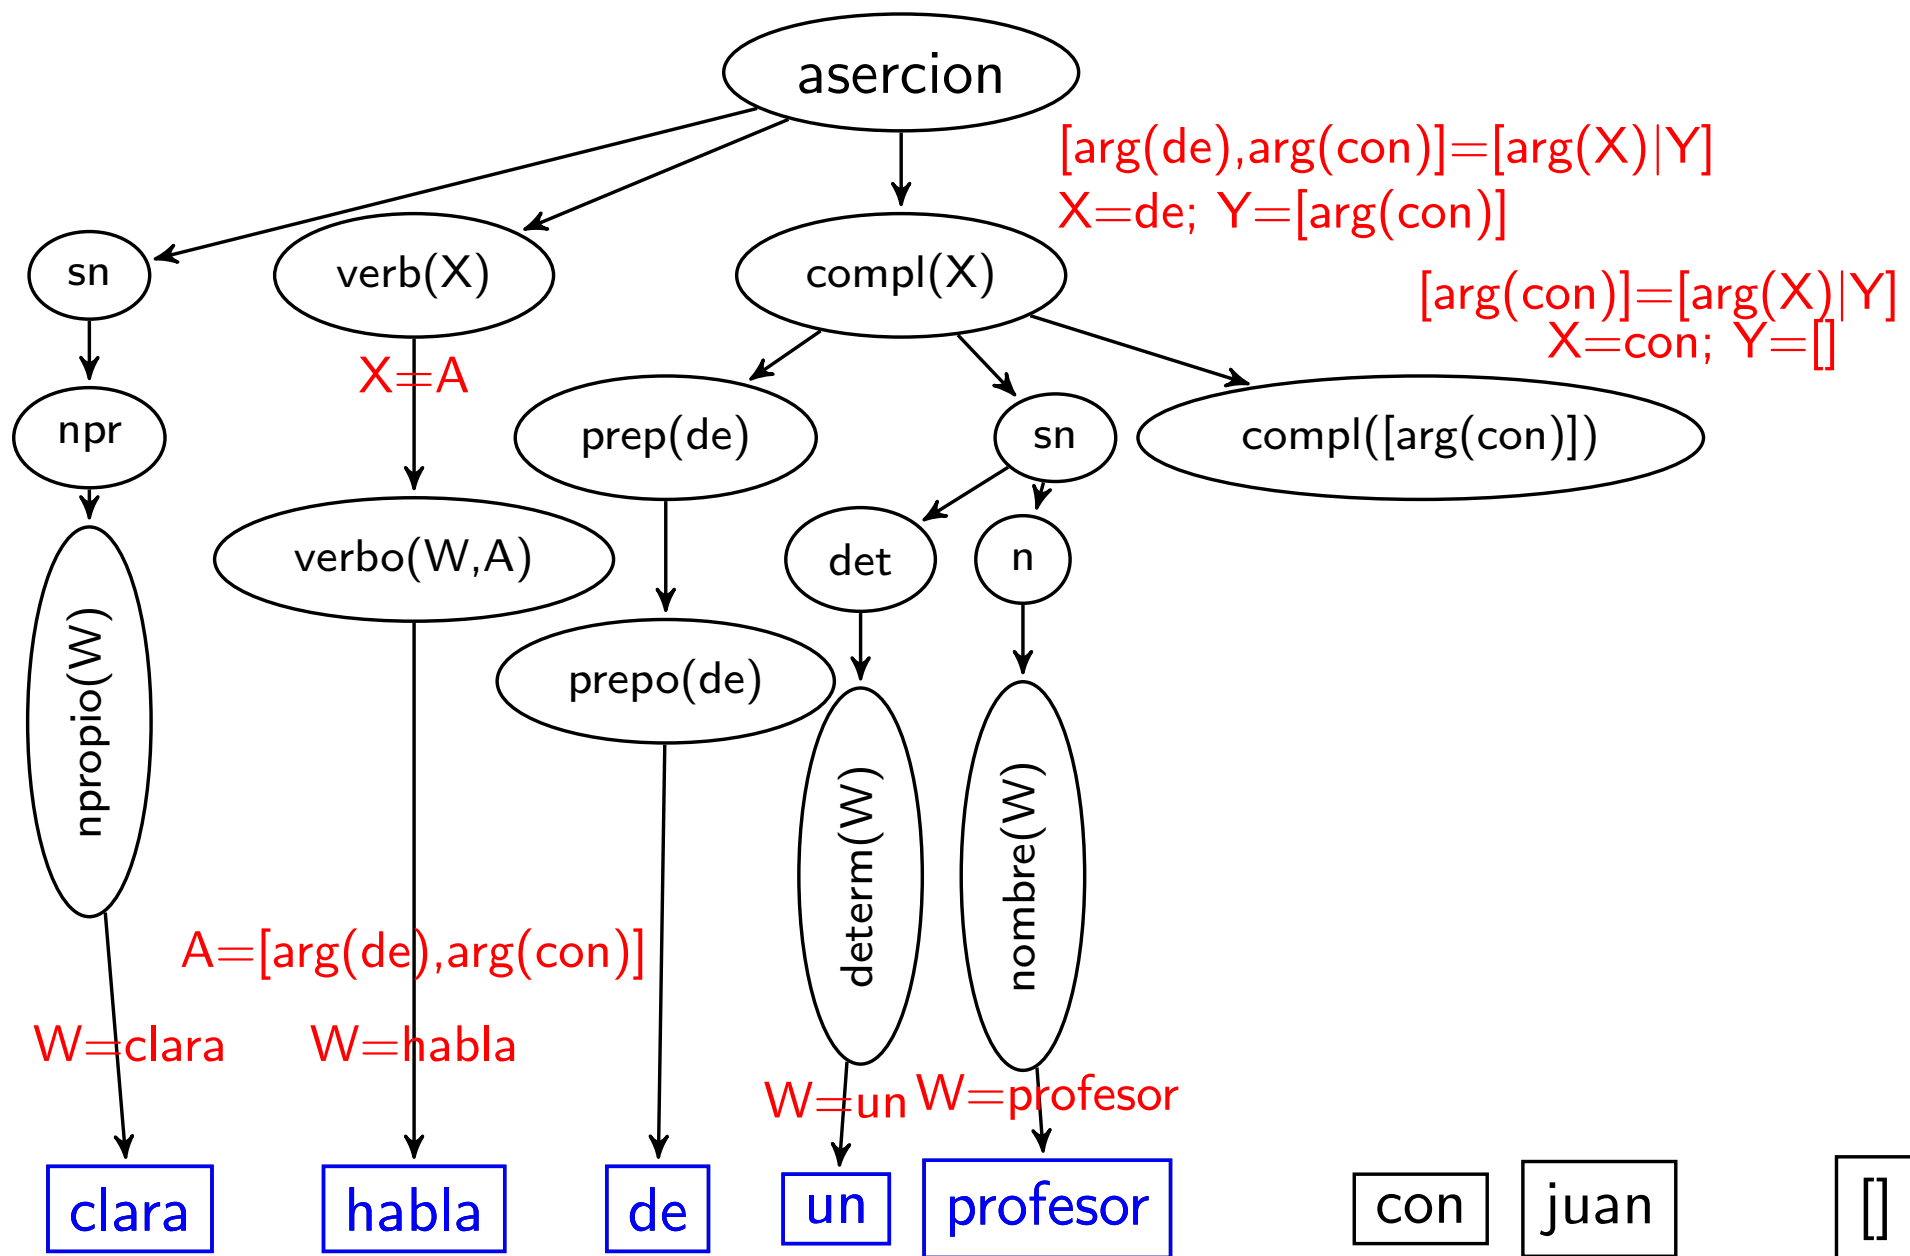 asercion
[arg(de),arg(con)]=[arg(X)|Y]
X=de; Y=[arg(con)]
sn
verb(X)
compl(X)
[arg(con)]=[arg(X)|Y]
X=con; Y=[]
X=A
npr
prep(de)
sn
compl([arg(con)])
verbo(W,A)
det
n
npropio(W)
prepo(de)
determ(W)
nombre(W)
A=[arg(de),arg(con)]
W=clara
W=habla
W=un
W=profesor
clara
habla
de
un
profesor
con
juan
[]